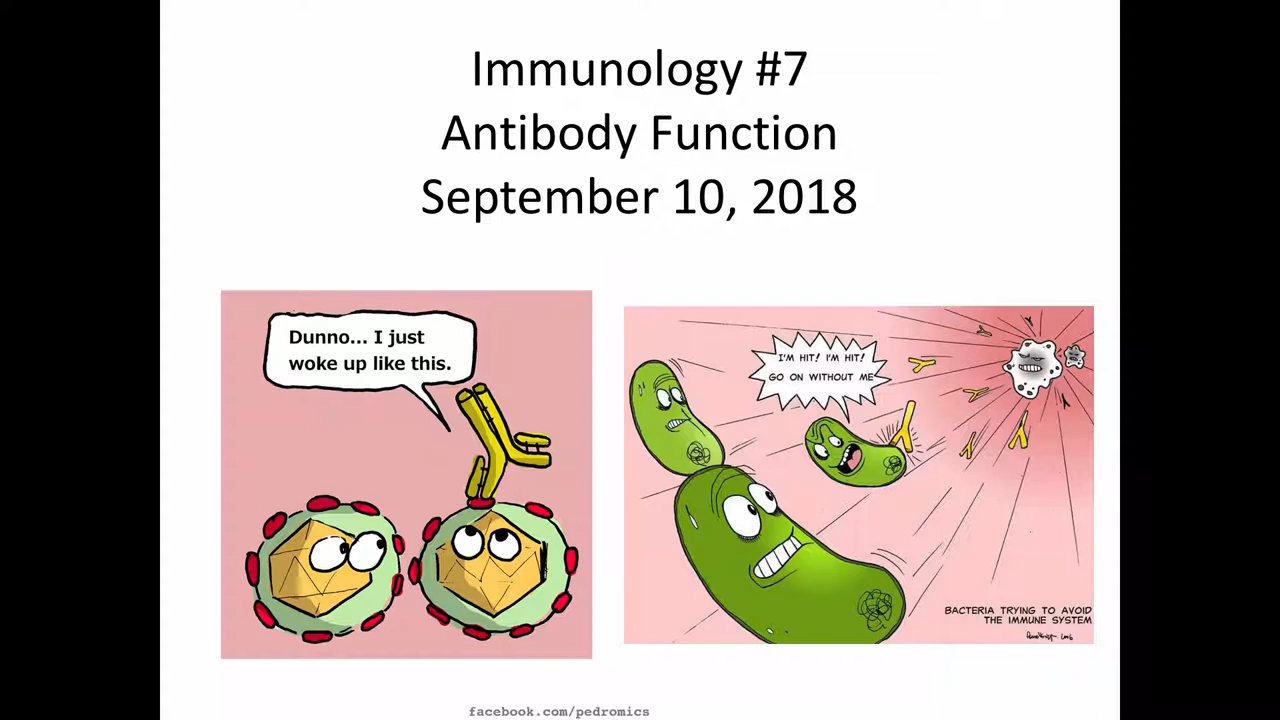 Immunology #7
Antibody Function
September 10, 2018
Dunno... I just
woke up like this.
I'M HIT! I'M HIT!
GO ON WITHOUT ME
BACTERIA TRYING TO AVOID
THE IMMUNE SYSTEM
facebook.com/pedromics